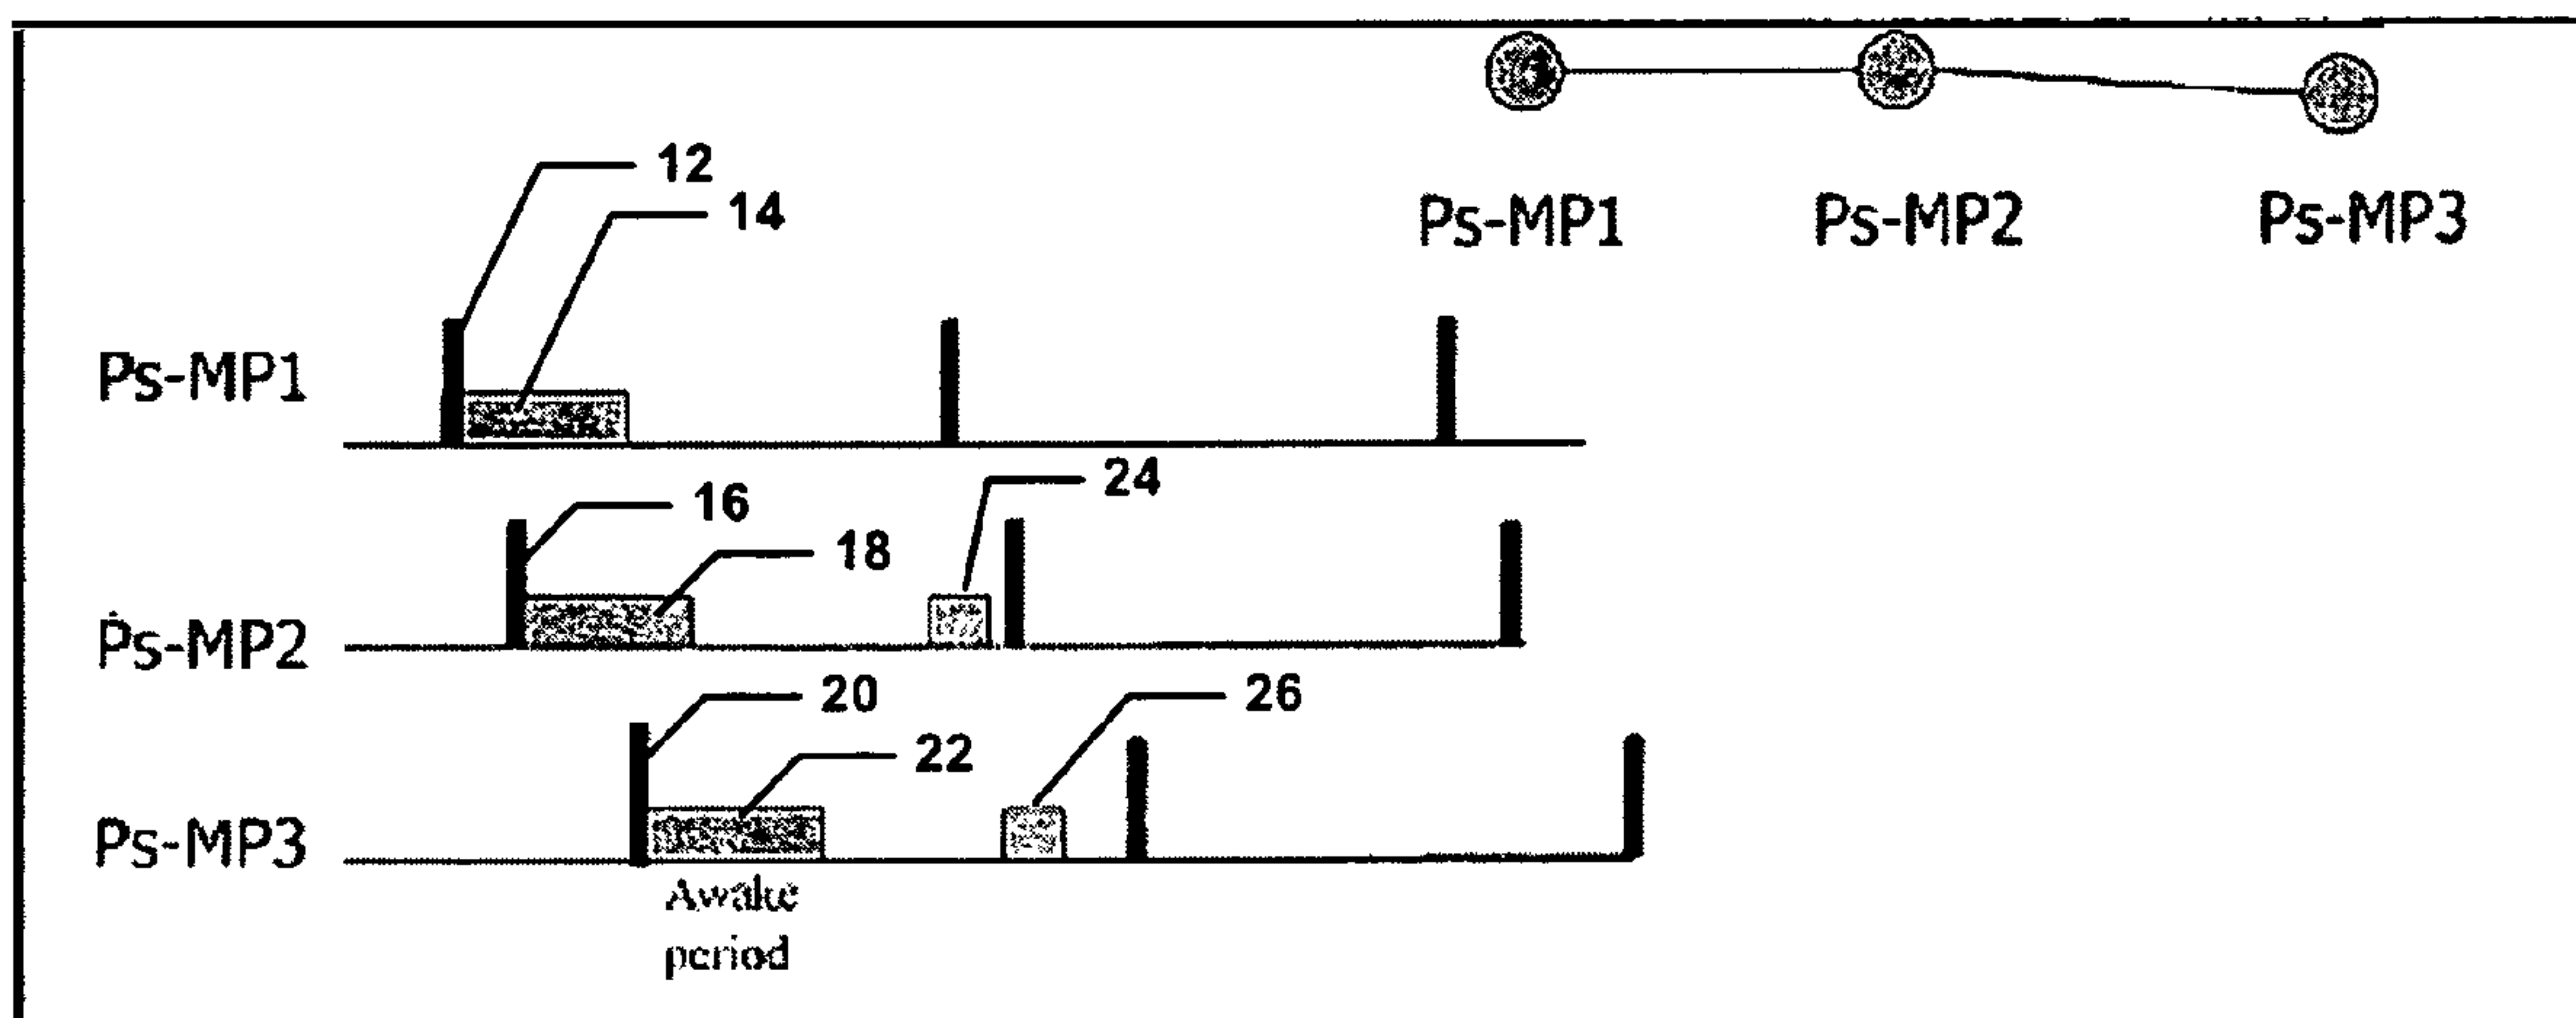 Ps-MP1 Ps-MP2 Ps-MP3
12
14
Ps-MP1
24
16
18
Ps-MP2
20
26
22
Ps-MP3
Awake
period